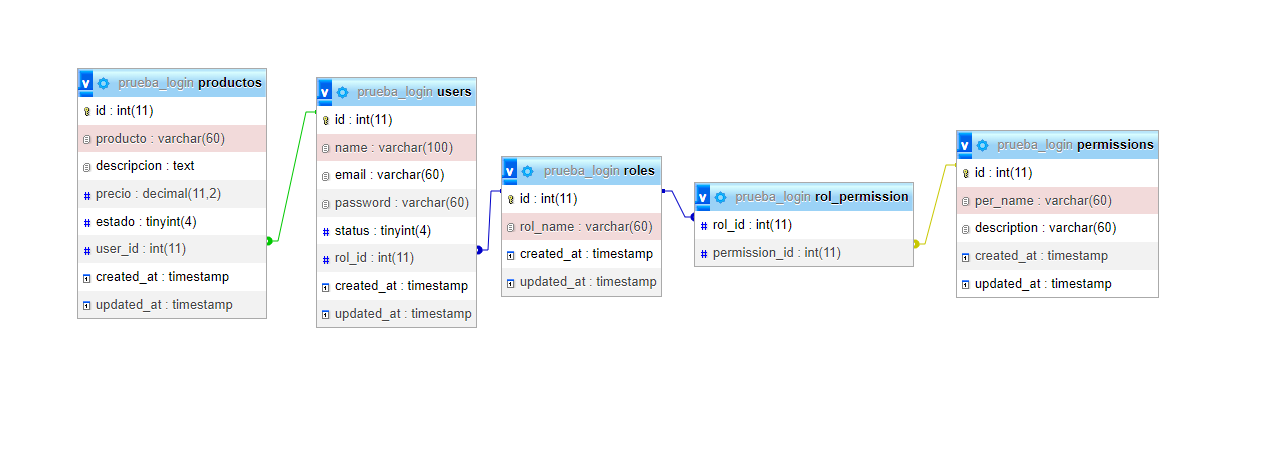 prueba_login productos
id : int(11)
producto : varchar(60)
descripcion : text
precio : decimal(11,2)
estado : tinyint(4)
user_id : int(11)
created_at : timestamp
updated_at : timestamp
prueba_login users
id : int(11)
name : varchar(100)
email : varchar(60)
password : varchar(60)
status : tinyint(4)
rol_id : int(11)
created_at : timestamp
updated_at : timestamp
prueba_login roles
id : int(11)
rol_name : varchar(60)
created_at : timestamp
updated_at : timestamp
prueba_login rol_permission
rol_id : int(11)
permission_id : int(11)
prueba_login permissions
id : int(11)
per_name : varchar(60)
description : varchar(60)
created_at : timestamp
updated_at : timestamp